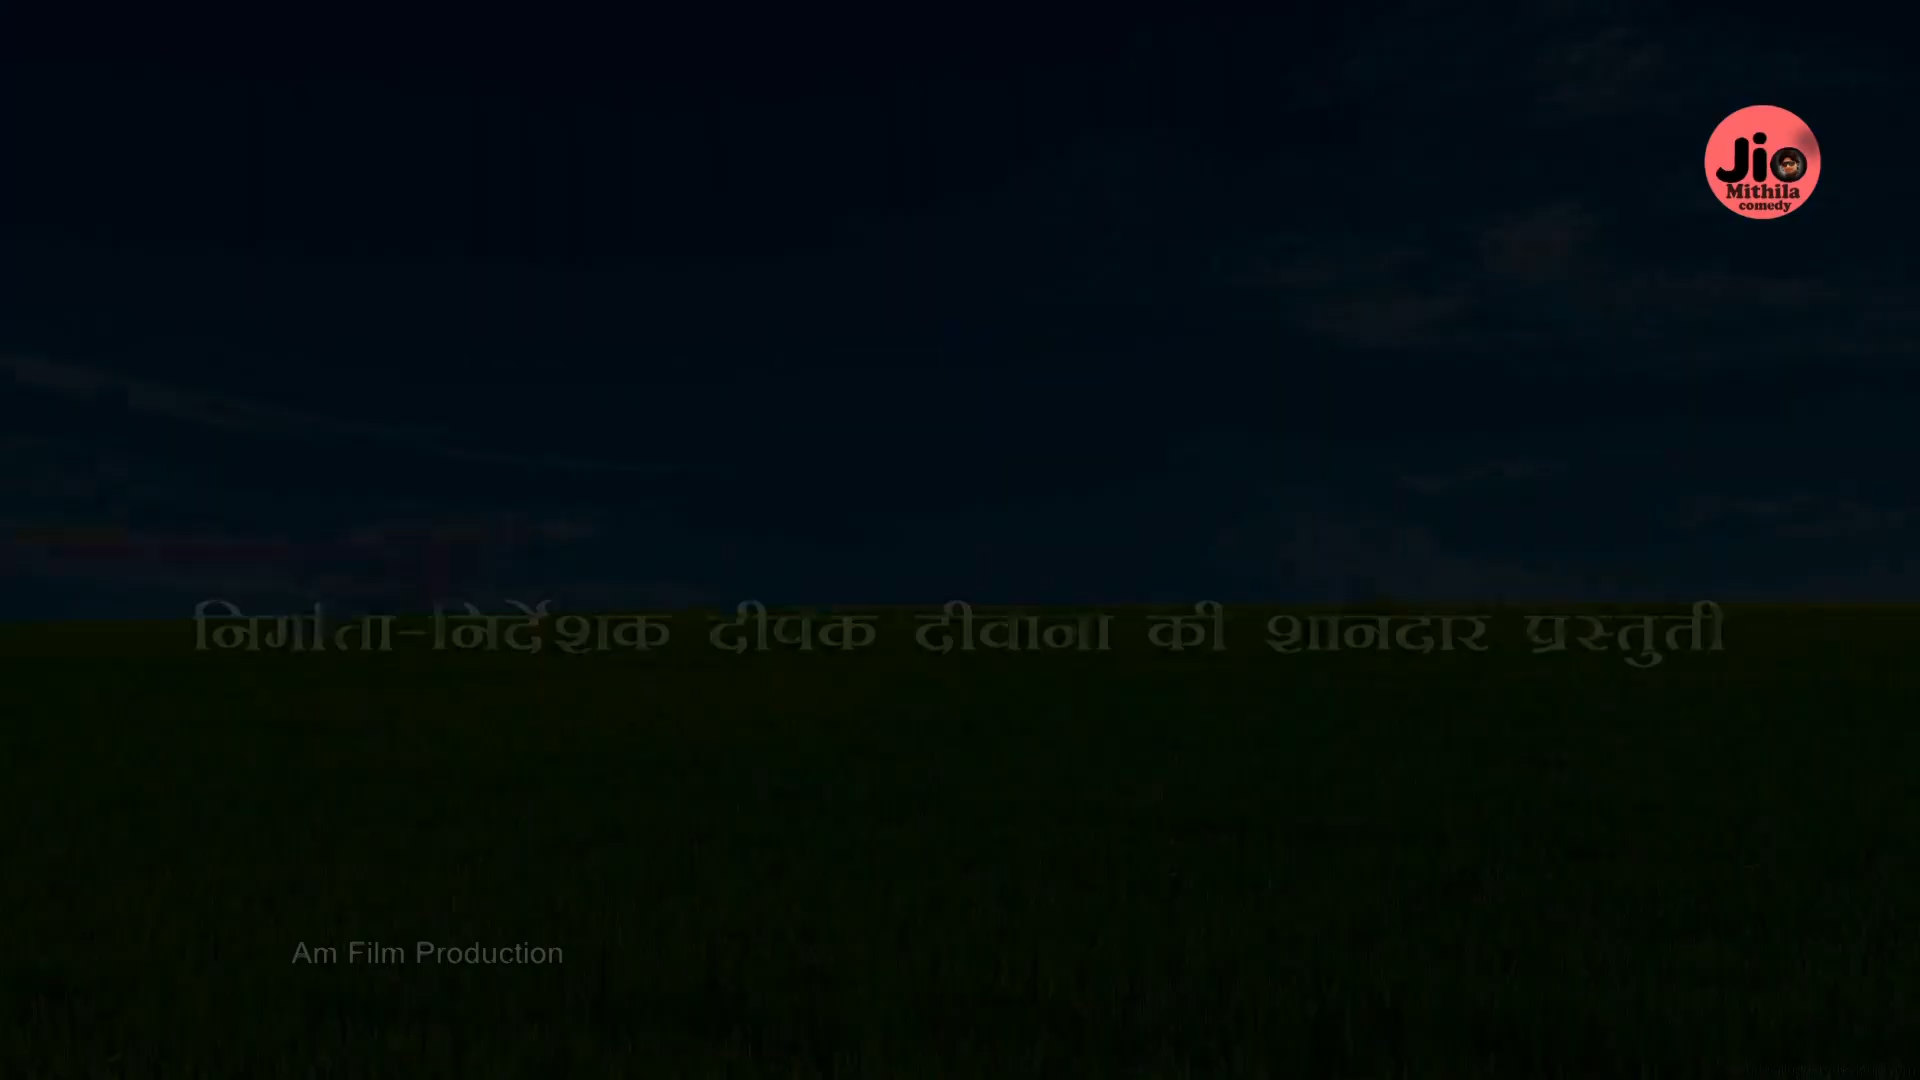 Jio
Mithila
comedy
निर्माता-निर्देशक दीपक दीवाना की शानदार प्रस्तुती
Am Film Production